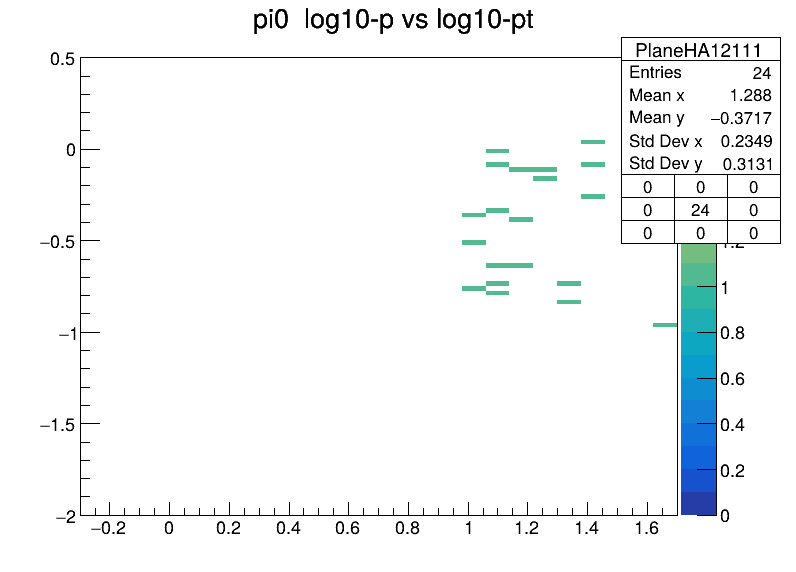 pi0 log10-p vs log10-pt
PlaneHA12111
Entries 24
Mean x 1.288
Mean y −0.3717
Std Dev x 0.2349
Std Dev y 0.3131
0 0 0
0 24 0
0 0 0
0.5
0
−0.5
−1
−1.5
−2
−0.2 0 0.2 0.4 0.6 0.8 1 1.2 1.4 1.6
1.2
1
0.8
0.6
0.4
0.2
0